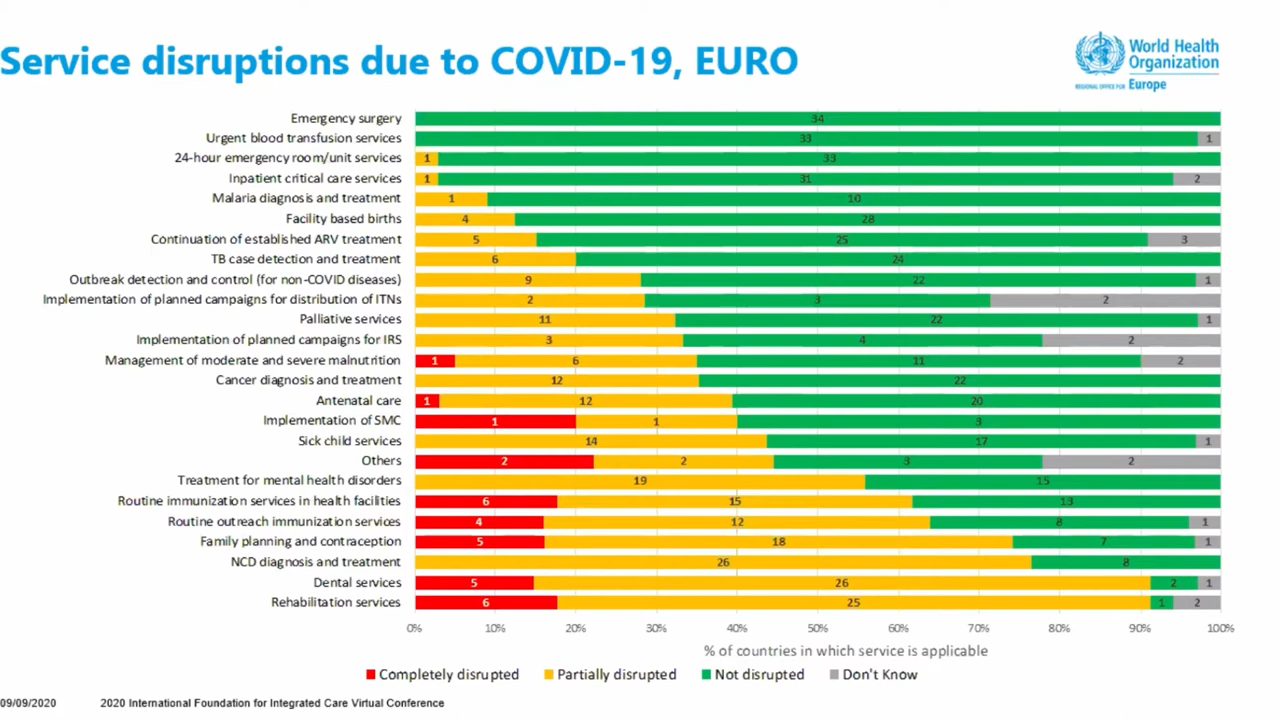 Service disruptions due to COVID-19, EURO
World Health
Organization
REGIONAL OFFICE FOR Europe
Emergency surgery 34
Urgent blood transfusion services 33 1
24-hour emergency room/unit services 1 33
Inpatient critical care services 1 31 2
Malaria diagnosis and treatment 1 10
Facility based births 4 28
Continuation of established ARV treatment 5 25 3
TB case detection and treatment 6 24
Outbreak detection and control (for non-COVID diseases) 9 22 1
Implementation of planned campaigns for distribution of ITNs 2 3 2
Palliative services 11 22 1
Implementation of planned campaigns for IRS 3 4 2
Management of moderate and severe malnutrition 1 6 11 2
Cancer diagnosis and treatment 12 22
Antenatal care 1 12 20
Implementation of SMC 1 1 3
Sick child services 14 17 1
Others 2 2 3 2
Treatment for mental health disorders 19 15
Routine immunization services in health facilities 6 15 13
Routine outreach immunization services 4 12 8 1
Family planning and contraception 5 18 7 1
NCD diagnosis and treatment 26 8
Dental services 5 26 2 1
Rehabilitation services 6 25 1 2
0% 10% 20% 30% 40% 50% 60% 70% 80% 90% 100%
% of countries in which service is applicable
Completely disrupted Partially disrupted Not disrupted Don't Know
09/09/2020 2020 International Foundation for Integrated Care Virtual Conference